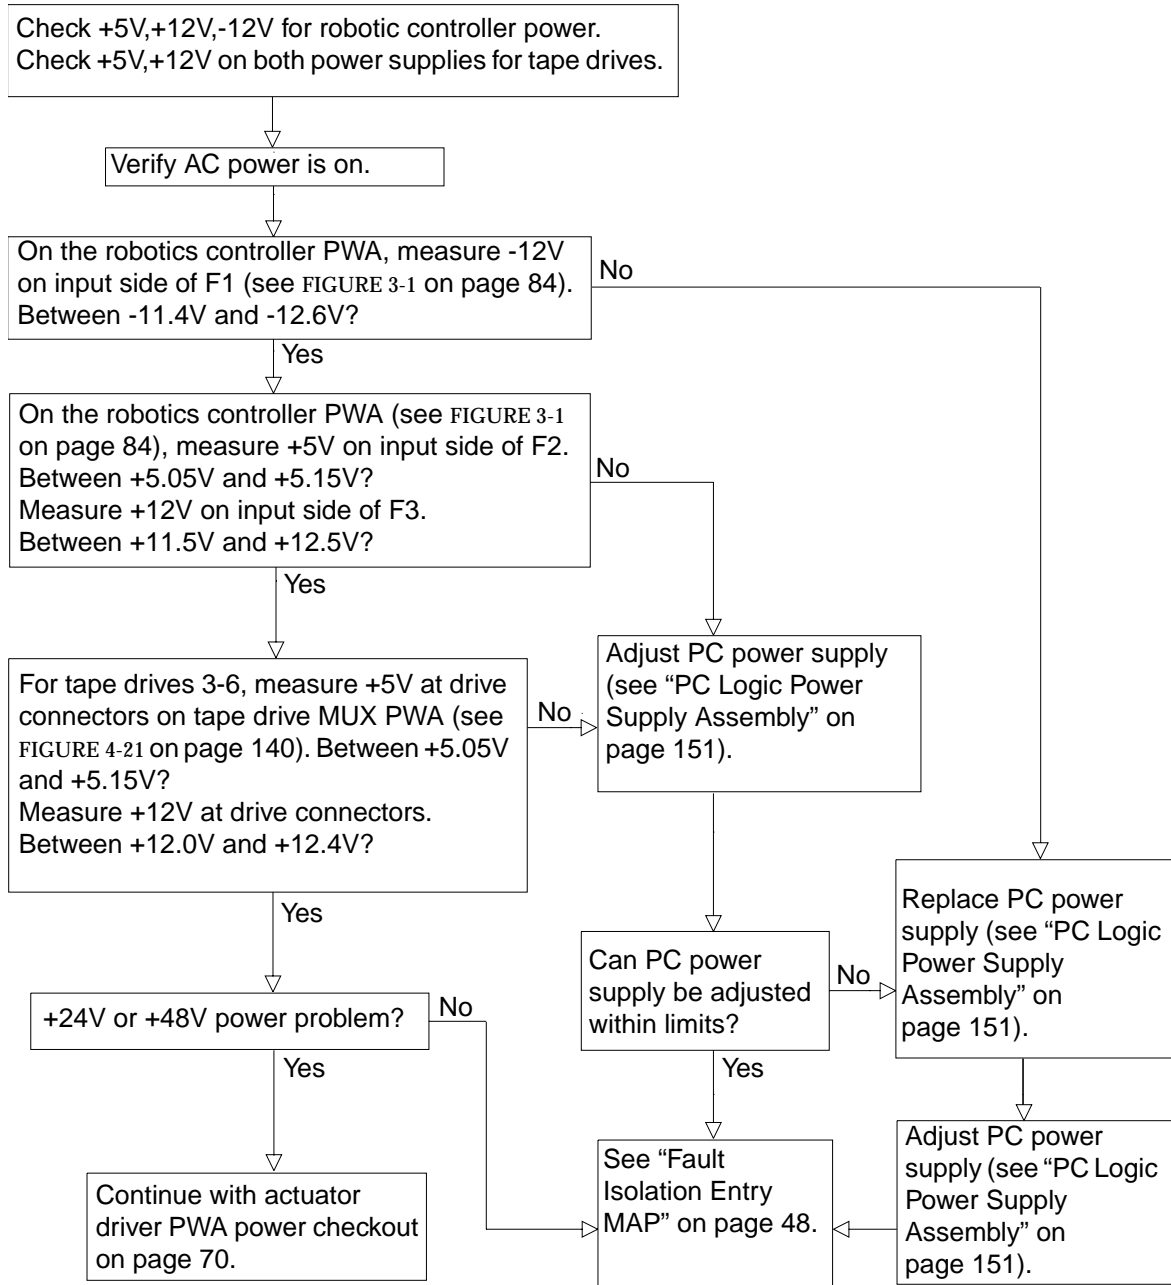 Check +5V,+12V,-12V for robotic controller power.
Check +5V,+12V on both power supplies for tape drives.
Verify AC power is on.
On the robotics controller PWA, measure -12V
on input side of F1 (see FIGURE 3-1 on page 84).
Between -11.4V and -12.6V?
No
Yes
On the robotics controller PWA (see FIGURE 3-1
on page 84), measure +5V on input side of F2.
Between +5.05V and +5.15V?
Measure +12V on input side of F3.
Between +11.5V and +12.5V?
No
Yes
For tape drives 3-6, measure +5V at drive
connectors on tape drive MUX PWA (see
FIGURE 4-21 on page 140). Between +5.05V
and +5.15V?
Measure +12V at drive connectors.
Between +12.0V and +12.4V?
No
Adjust PC power supply
(see “PC Logic Power
Supply Assembly” on
page 151).
Yes
Can PC power
supply be adjusted
within limits?
No
Replace PC power
supply (see “PC Logic
Power Supply
Assembly” on
page 151).
+24V or +48V power problem?
No
Yes
Yes
Continue with actuator
driver PWA power checkout
on page 70.
See “Fault
Isolation Entry
MAP” on page 48.
Adjust PC power
supply (see “PC Logic
Power Supply
Assembly” on
page 151).